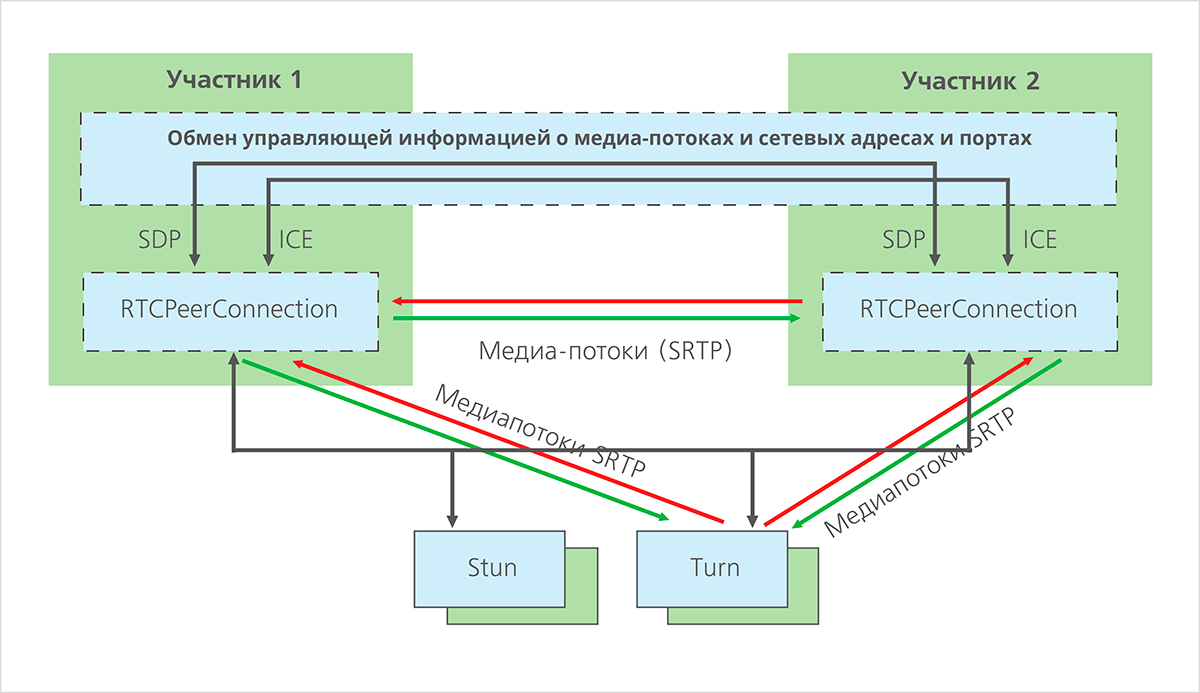 Участник 1
Участник 2
Обмен управляющей информацией о медиа-потоках и сетевых адресах и портах
SDP
ICE
SDP
ICE
RTCPeerConnection
RTCPeerConnection
Медиа-потоки (SRTP)
Медиапотоки SRTP
Медиапотоки SRTP
Stun
Turn